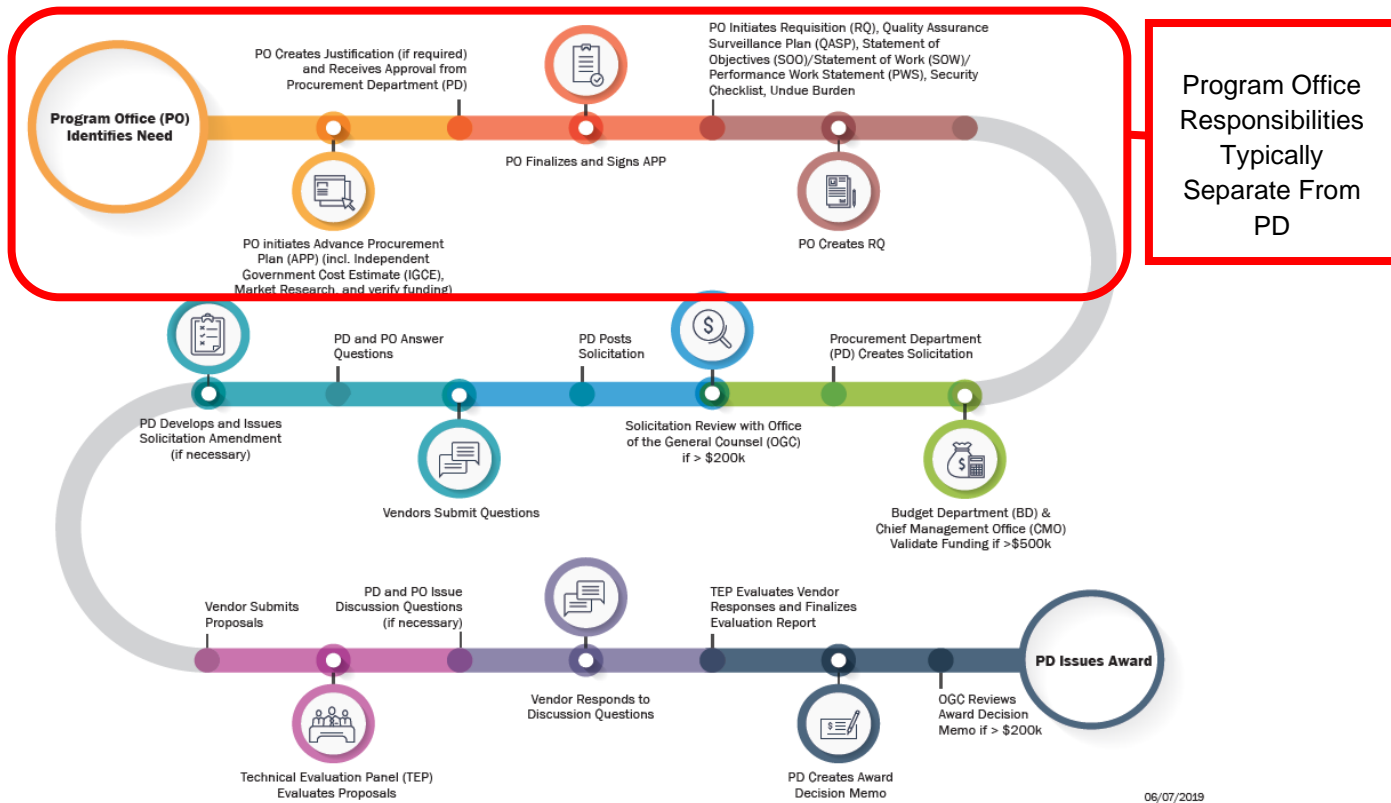 Program Office (PO)
Identifies Need
PO initiates Advance Procurement
Plan (APP) (incl. Independent
Government Cost Estimate (IGCE),
Market Research, and verify funding)
PO Creates Justification (if required)
and Receives Approval from
Procurement Department (PD)
PO Finalizes and Signs APP
PO Initiates Requisition (RQ), Quality Assurance
Surveillance Plan (QASP), Statement of
Objectives (SOO)/Statement of Work (SOW)/
Performance Work Statement (PWS), Security
Checklist, Undue Burden
PO Creates RQ
Program Office
Responsibilities
Typically
Separate From
PD
Budget Department (BD) &
Chief Management Office (CMO)
Validate Funding if >$500k
Procurement Department
(PD) Creates Solicitation
Solicitation Review with Office
of the General Counsel (OGC)
if > $200k
PD Posts
Solicitation
Vendors Submit Questions
PD and PO Answer
Questions
PD Develops and Issues
Solicitation Amendment
(if necessary)
Vendor Submits
Proposals
Technical Evaluation Panel (TEP)
Evaluates Proposals
PD and PO Issue
Discussion Questions
(if necessary)
Vendor Responds to
Discussion Questions
TEP Evaluates Vendor
Responses and Finalizes
Evaluation Report
PD Creates Award
Decision Memo
OGC Reviews
Award Decision
Memo if > $200k
PD Issues Award
06/07/2019